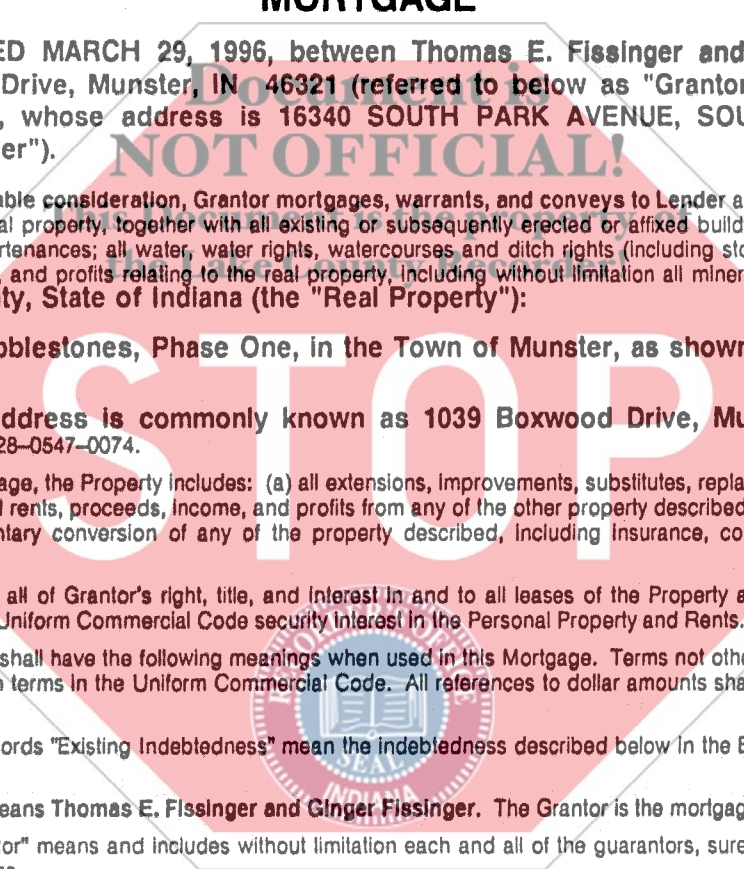 MORTGAGE
ED MARCH 29, 1996, between Thomas E. Fissinger and
Drive, Munster, IN 46321 (referred to below as "Grantor
, whose address is 16340 SOUTH PARK AVENUE, SOU
er").
Document is
NOT OFFICIAL!
This Document is the property of
the Lake County Recorder!
able consideration, Grantor mortgages, warrants, and conveys to Lender a
al property, together with all existing or subsequently erected or affixed build
rtenances; all water, water rights, watercourses and ditch rights (including sto
, and profits relating to the real property, including without limitation all miner
ty, State of Indiana (the "Real Property"):
obblestones, Phase One, in the Town of Munster, as shown
STOP
address is commonly known as 1039 Boxwood Drive, Mu
28–0547–0074.
age, the Property includes: (a) all extensions, improvements, substitutes, repla
l rents, proceeds, income, and profits from any of the other property described
ntary conversion of any of the property described, including insurance, co
all of Grantor's right, title, and interest in and to all leases of the Property a
Uniform Commercial Code security interest in the Personal Property and Rents.
shall have the following meanings when used in this Mortgage. Terms not othe
h terms in the Uniform Commercial Code. All references to dollar amounts sha
ords "Existing Indebtedness" mean the indebtedness described below in the E
eans Thomas E. Fissinger and Ginger Fissinger. The Grantor is the mortgag
or" means and includes without limitation each and all of the guarantors, sure
RECORDER'S OFFICE
SEAL
INDIANA